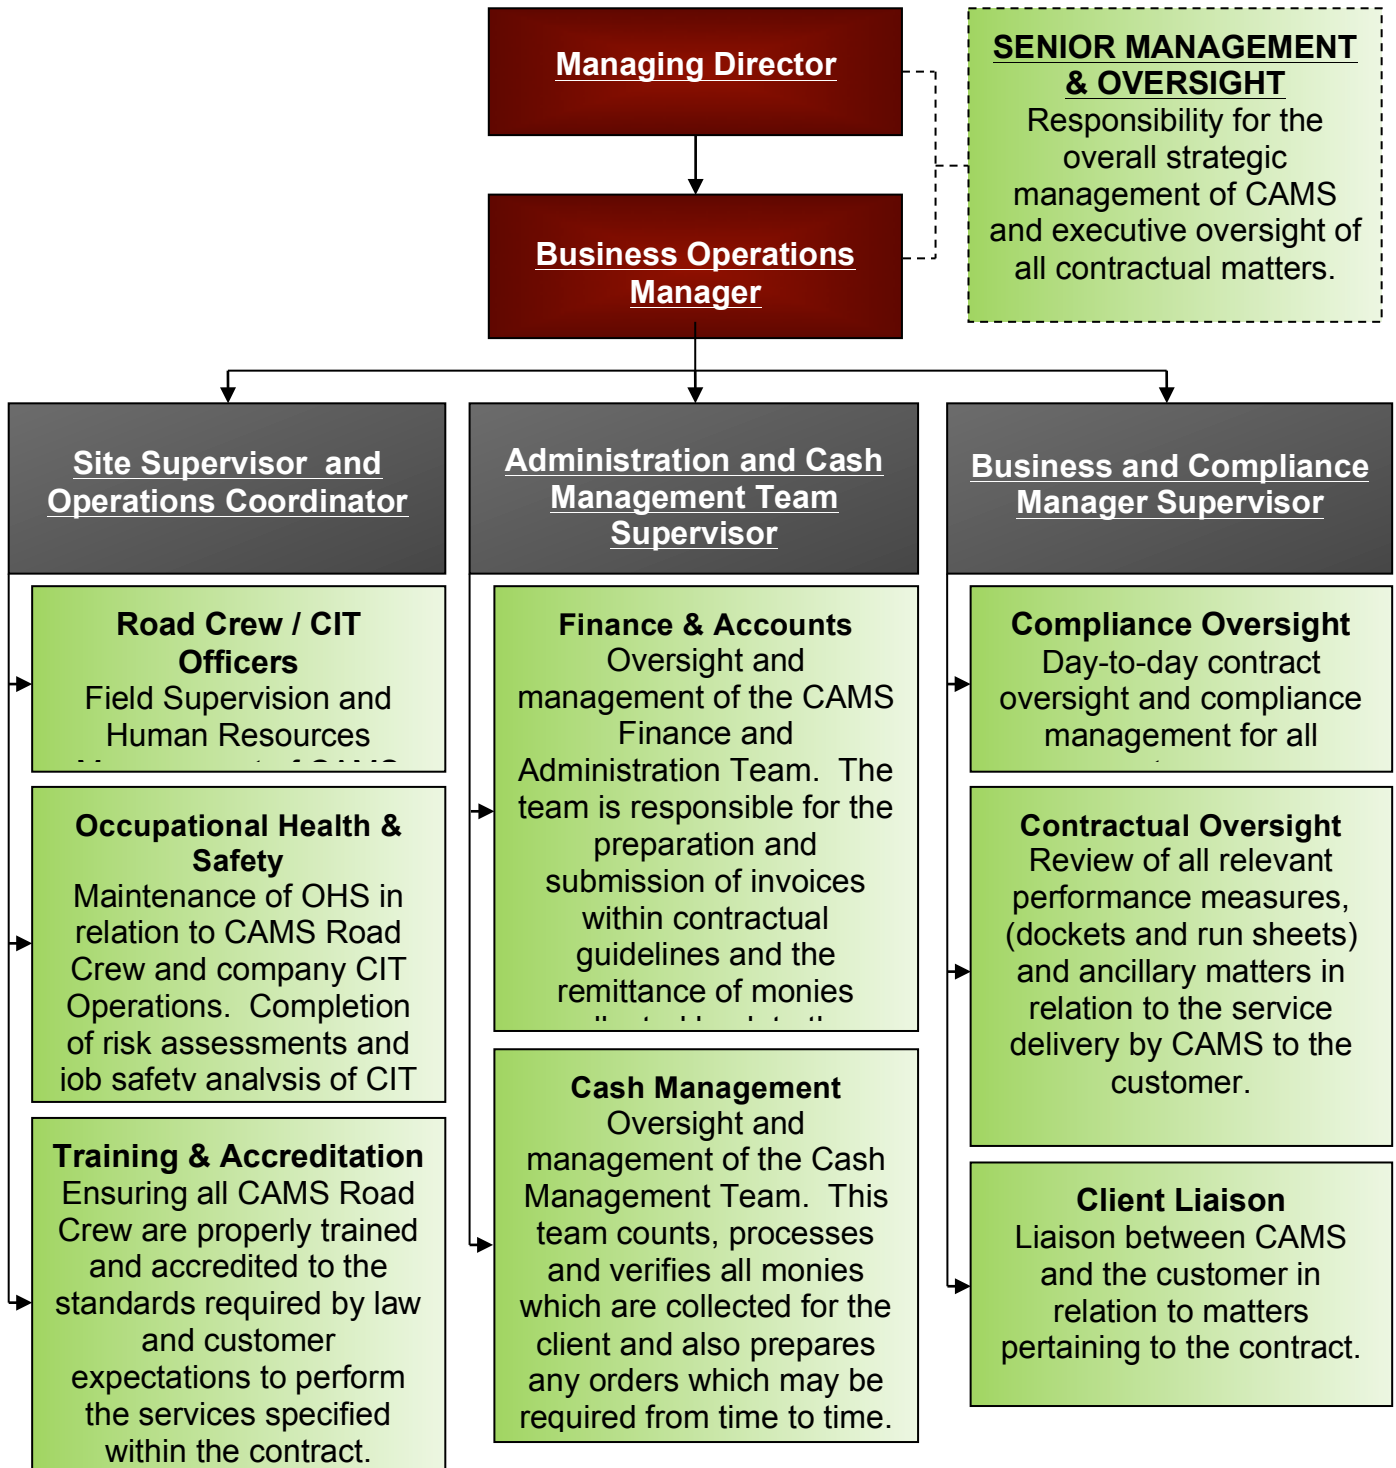 Managing Director
SENIOR MANAGEMENT
& OVERSIGHT
Responsibility for the
overall strategic
management of CAMS
and executive oversight of
all contractual matters.
Business Operations
Manager
Site Supervisor  and
Operations Coordinator
Administration and Cash
Management Team
Supervisor
Business and Compliance
Manager Supervisor
Road Crew / CIT
Officers
Field Supervision and
Human Resources
Occupational Health &
Safety
Maintenance of OHS in
relation to CAMS Road
Crew and company CIT
Operations.  Completion
of risk assessments and
job safety analysis of CIT
Training & Accreditation
Ensuring all CAMS Road
Crew are properly trained
and accredited to the
standards required by law
and customer
expectations to perform
the services specified
within the contract.
Finance & Accounts
Oversight and
management of the CAMS
Finance and
Administration Team.  The
team is responsible for the
preparation and
submission of invoices
within contractual
guidelines and the
remittance of monies
Cash Management
Oversight and
management of the Cash
Management Team.  This
team counts, processes
and verifies all monies
which are collected for the
client and also prepares
any orders which may be
required from time to time.
Compliance Oversight
Day-to-day contract
oversight and compliance
management for all
Contractual Oversight
Review of all relevant
performance measures,
(dockets and run sheets)
and ancillary matters in
relation to the service
delivery by CAMS to the
customer.
Client Liaison
Liaison between CAMS
and the customer in
relation to matters
pertaining to the contract.